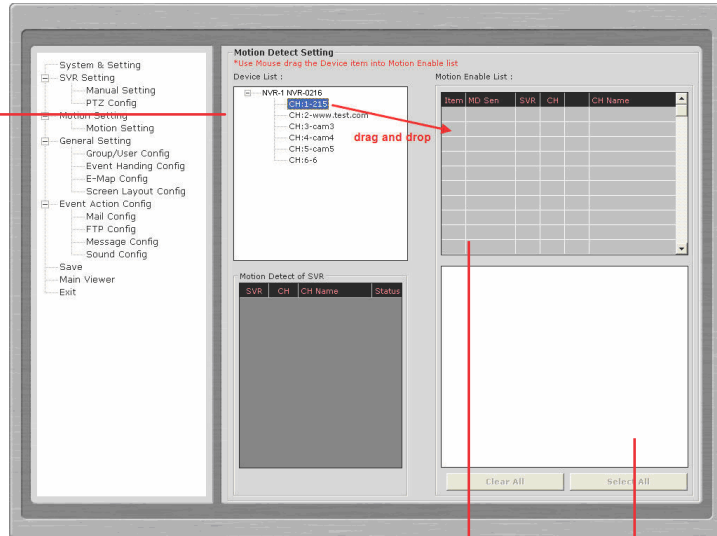 System & Setting
SVR Setting
Manual Setting
PTZ Config
Motion Setting
Motion Setting
General Setting
Group/User Config
Event Handing Config
E-Map Config
Screen Layout Config
Event Action Config
Mail Config
FTP Config
Message Config
Sound Config
Save
Main Viewer
Exit
Motion Detect Setting
*Use Mouse drag the Device item into Motion Enable list
Device List :
NVR-1 NVR-0216
CH:1-215
CH:2-www.test.com
CH:3-cam3
CH:4-cam4
CH:5-cam5
CH:6-6
drag and drop
Motion Enable List :
Item MD Sen SVR CH CH Name
Motion Detect of SVR
SVR CH CH Name Status
Clear All
Select All